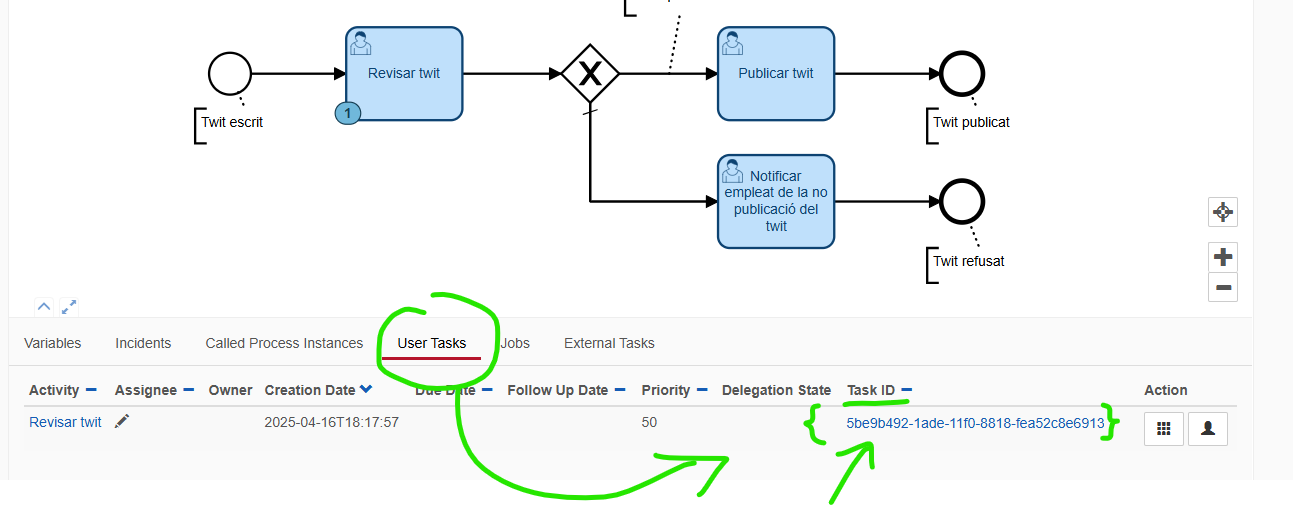 Revisar twit
1
X
Publicar twit
Twit escrit
Twit publicat
Notificar
empleat de la no
publicació del
twit
Twit refusat
Variables Incidents Called Process Instances User Tasks Jobs External Tasks
Activity Assignee Owner Creation Date Due Date Follow Up Date Priority Delegation State Task ID Action
Revisar twit 2025-04-16T18:17:57 50 5be9b492-1ade-11f0-8818-fea52c8e6913